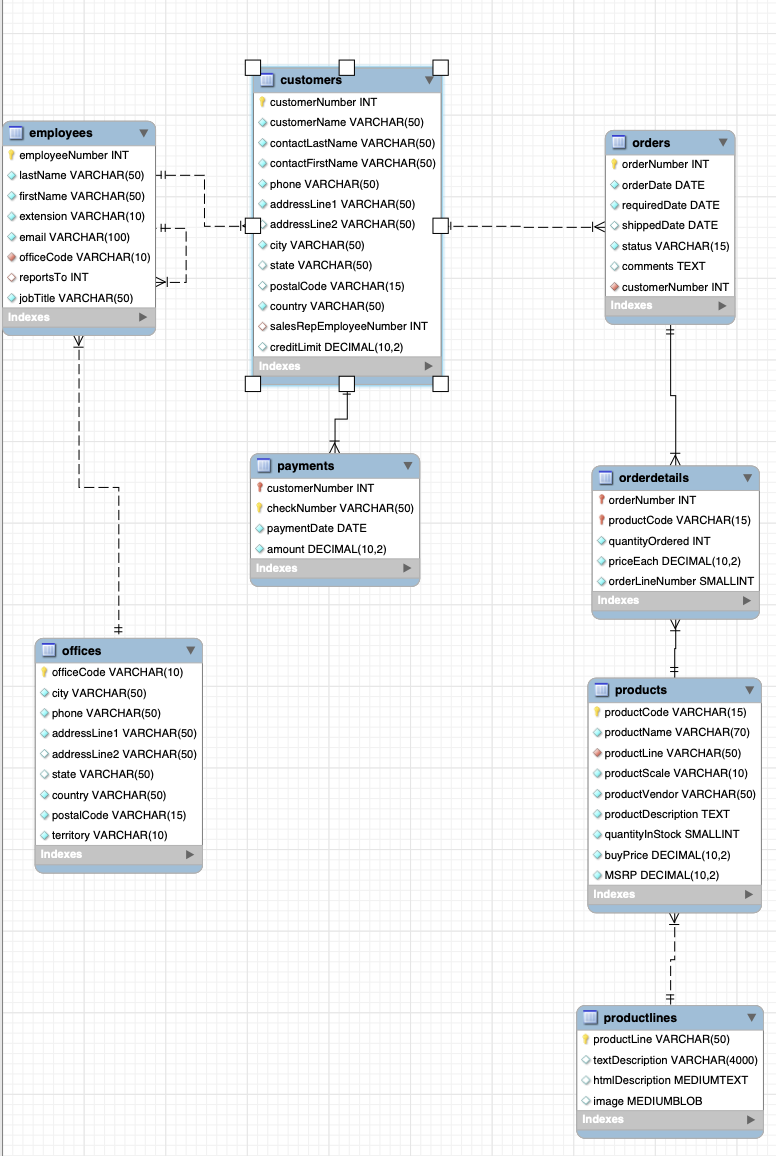 customers
customerNumber INT
customerName VARCHAR(50)
contactLastName VARCHAR(50)
contactFirstName VARCHAR(50)
phone VARCHAR(50)
addressLine1 VARCHAR(50)
addressLine2 VARCHAR(50)
city VARCHAR(50)
state VARCHAR(50)
postalCode VARCHAR(15)
country VARCHAR(50)
salesRepEmployeeNumber INT
creditLimit DECIMAL(10,2)
Indexes
employees
employeeNumber INT
lastName VARCHAR(50)
firstName VARCHAR(50)
extension VARCHAR(10)
email VARCHAR(100)
officeCode VARCHAR(10)
reportsTo INT
jobTitle VARCHAR(50)
Indexes
orders
orderNumber INT
orderDate DATE
requiredDate DATE
shippedDate DATE
status VARCHAR(15)
comments TEXT
customerNumber INT
Indexes
payments
customerNumber INT
checkNumber VARCHAR(50)
paymentDate DATE
amount DECIMAL(10,2)
Indexes
orderdetails
orderNumber INT
productCode VARCHAR(15)
quantityOrdered INT
priceEach DECIMAL(10,2)
orderLineNumber SMALLINT
Indexes
offices
officeCode VARCHAR(10)
city VARCHAR(50)
phone VARCHAR(50)
addressLine1 VARCHAR(50)
addressLine2 VARCHAR(50)
state VARCHAR(50)
country VARCHAR(50)
postalCode VARCHAR(15)
territory VARCHAR(10)
Indexes
products
productCode VARCHAR(15)
productName VARCHAR(70)
productLine VARCHAR(50)
productScale VARCHAR(10)
productVendor VARCHAR(50)
productDescription TEXT
quantityInStock SMALLINT
buyPrice DECIMAL(10,2)
MSRP DECIMAL(10,2)
Indexes
productlines
productLine VARCHAR(50)
textDescription VARCHAR(4000)
htmlDescription MEDIUMTEXT
image MEDIUMBLOB
Indexes